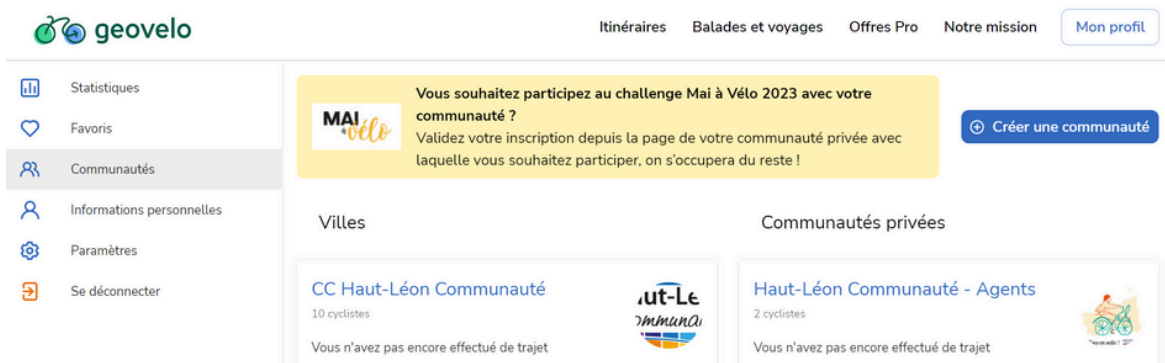 geovelo
Itinéraires
Balades et voyages
Offres Pro
Notre mission
Mon profil
Statistiques
Favoris
Communautés
Informations personnelles
Paramètres
Se déconnecter
MAI
à vélo
Vous souhaitez participez au challenge Mai à Vélo 2023 avec votre
communauté ?
Validez votre inscription depuis la page de votre communauté privée avec
laquelle vous souhaitez participer, on s'occupera du reste !
Créer une communauté
Villes
CC Haut-Léon Communauté
10 cyclistes
Vous n'avez pas encore effectué de trajet
Communautés privées
Haut-Léon Communauté - Agents
2 cyclistes
Vous n'avez pas encore effectué de trajet